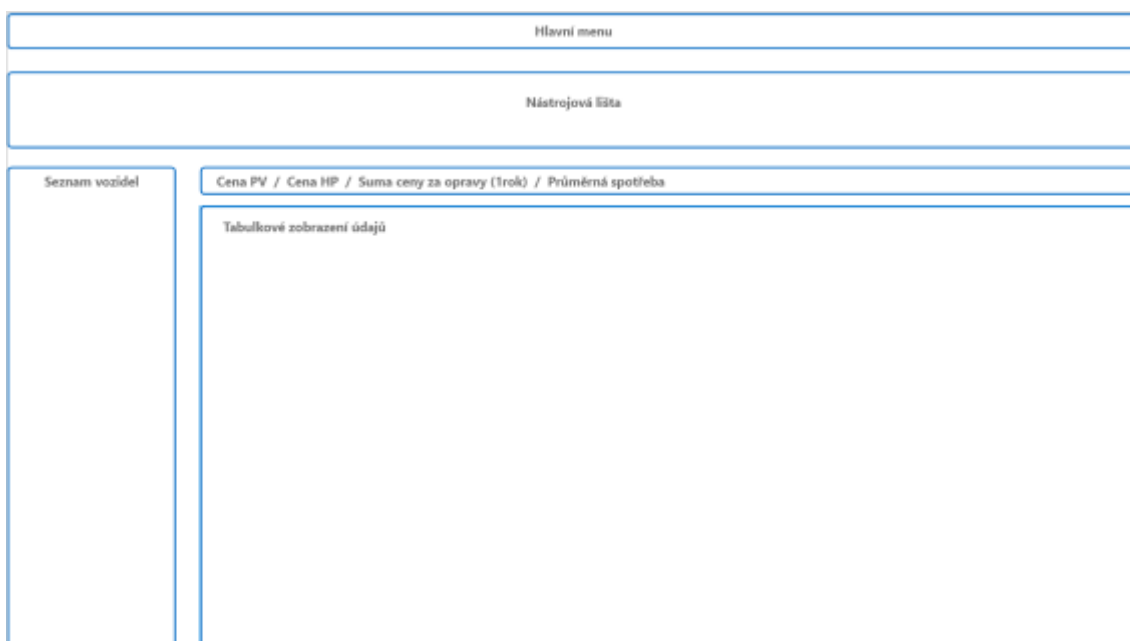 Hlavní menu
Nástrojová lišta
Seznam vozidel
Cena PV / Cena HP / Suma ceny za opravy (1rok) / Průměrná spotřeba
Tabulkové zobrazení údajů